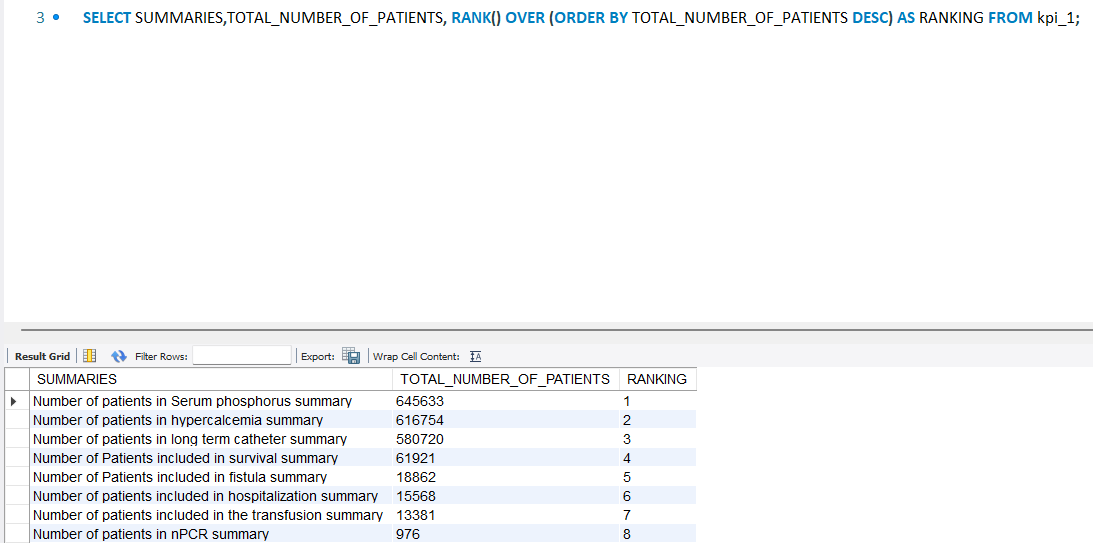 3 SELECT SUMMARIES,TOTAL_NUMBER_OF_PATIENTS, RANK() OVER (ORDER BY TOTAL_NUMBER_OF_PATIENTS DESC) AS RANKING FROM kpi_1;
Result Grid Filter Rows: Export: Wrap Cell Content: IA
SUMMARIES TOTAL_NUMBER_OF_PATIENTS RANKING
Number of patients in Serum phosphorus summary 645633 1
Number of patients in hypercalcemia summary 616754 2
Number of patients in long term catheter summary 580720 3
Number of Patients included in survival summary 61921 4
Number of Patients included in fistula summary 18862 5
Number of patients included in hospitalization summary 15568 6
Number of patients included in the transfusion summary 13381 7
Number of patients in nPCR summary 976 8